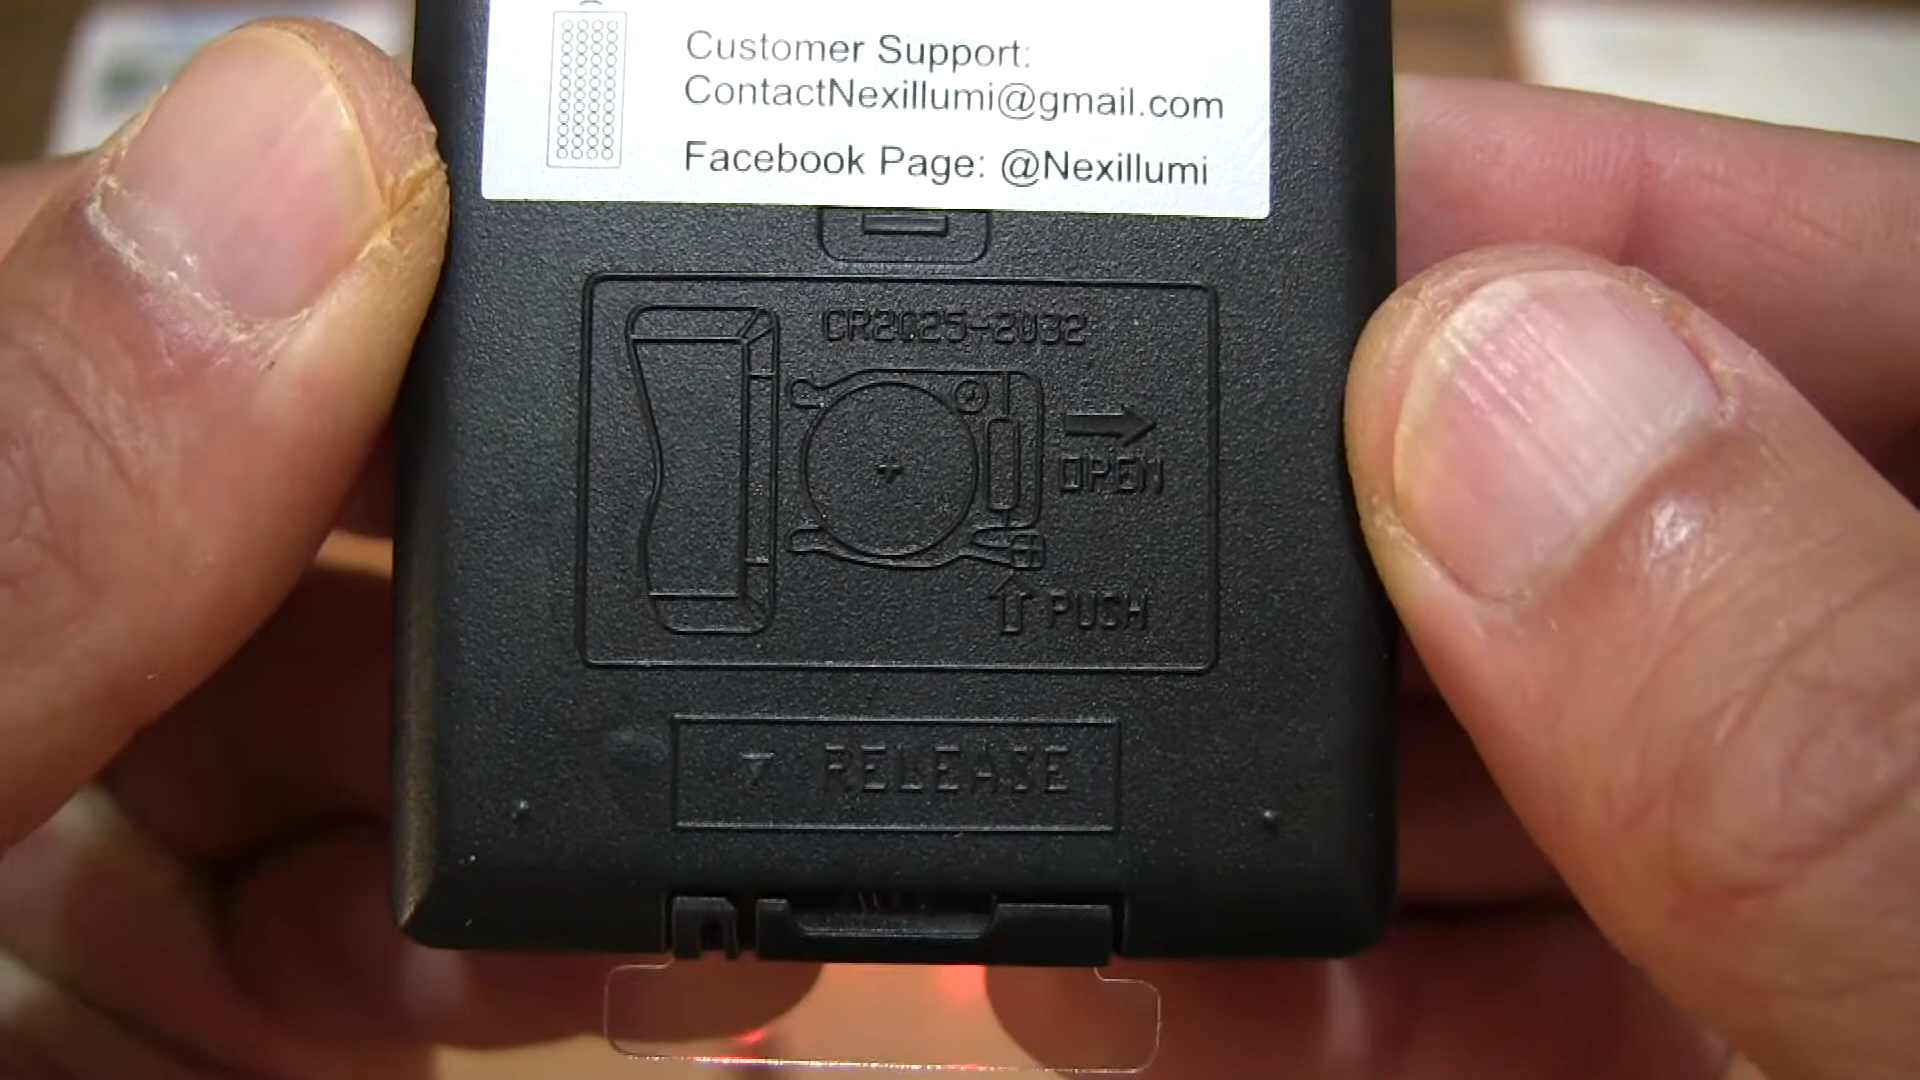 Customer Support:
ContactNexillumi@gmail.com
Facebook Page: @Nexillumi
CR2025-2032
OPEN
PUSH
RELEASE